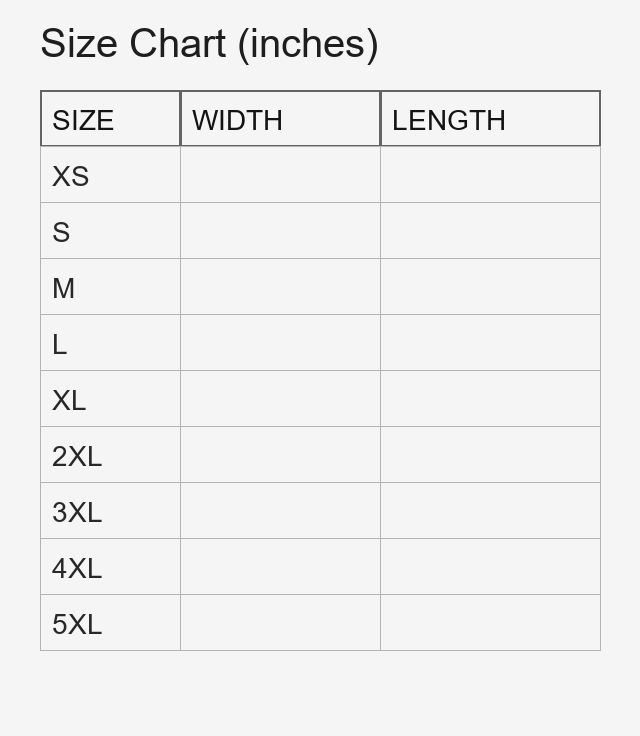 Size Chart (inches)
SIZE WIDTH LENGTH
XS
S
M
L
XL
2XL
3XL
4XL
5XL